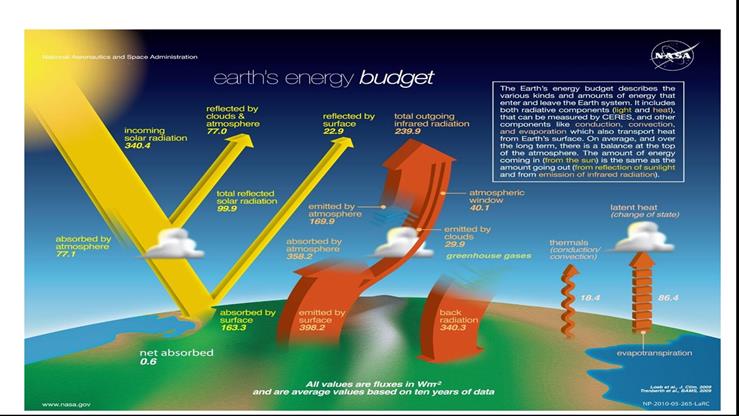 National Aeronautics and Space Administration
NASA
earth's energy budget
The Earth's energy budget describes the
various kinds and amounts of energy that
enter and leave the Earth system. It includes
both radiative components (light and heat),
that can be measured by CERES, and other
components like conduction, convection,
and evaporation which also transport heat
from Earth's surface. On average, and over
the long term, there is a balance at the top
of the atmosphere. The amount of energy
coming in (from the sun) is the same as the
amount going out (from reflection of sunlight
and from emission of infrared radiation).
incoming
solar radiation
340.4
reflected by
clouds &
atmosphere
77.0
reflected by
surface
22.9
total outgoing
infrared radiation
239.9
total reflected
solar radiation
99.9
atmospheric
window
40.1
emitted by
atmosphere
169.9
emitted by
clouds
29.9
latent heat
(change of state)
absorbed by
atmosphere
77.1
absorbed by
atmosphere
358.2
greenhouse gases
thermals
(conduction/
convection)
18.4
86.4
absorbed by
surface
163.3
emitted by
surface
398.2
back
radiation
340.3
evapotranspiration
net absorbed
0.6
All values are fluxes in Wm-2
and are average values based on ten years of data
Loeb et al., J. Clim. 2009
Trenberth et al., BAMS, 2009
www.nasa.gov
NP-2010-05-265-LaRC